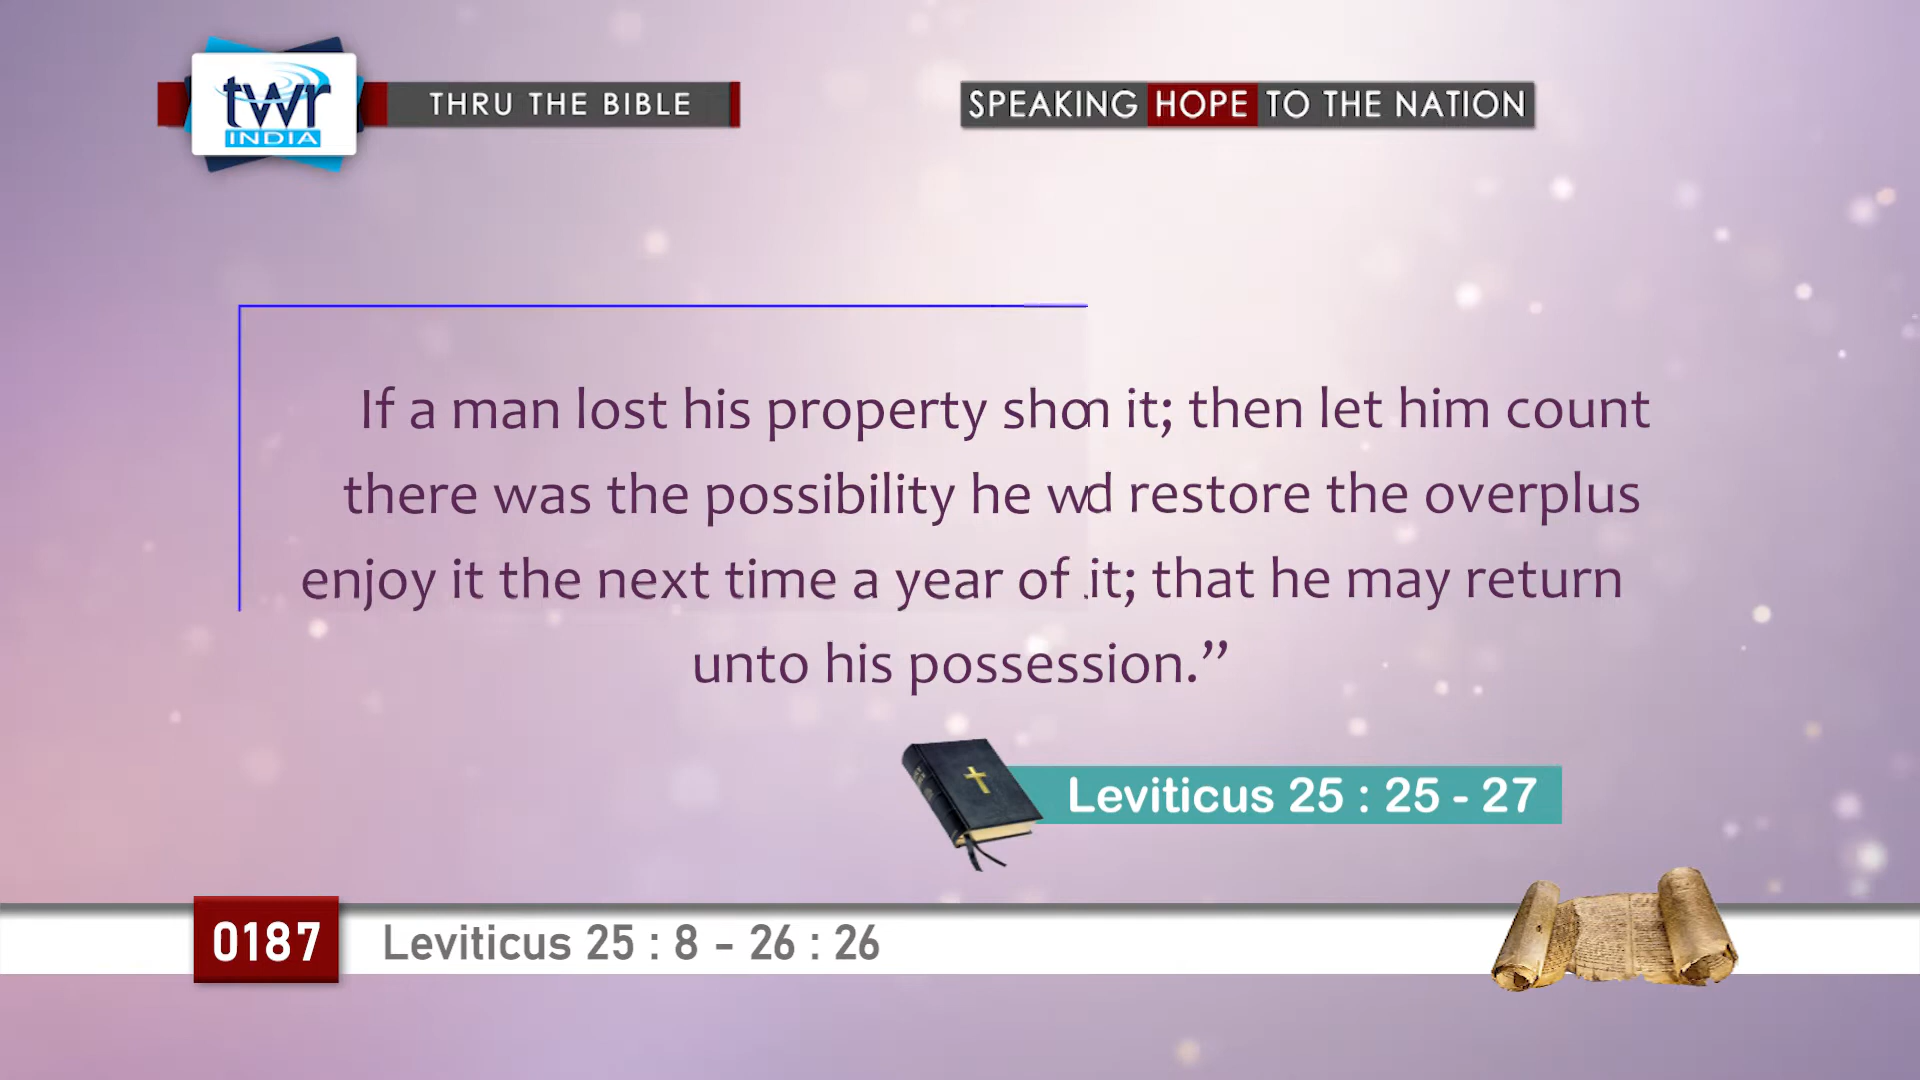 twr
INDIA
THRU THE BIBLE
SPEAKING HOPE TO THE NATION
If a man lost his property it; then let him count
there was the possibility he restore the overplus
enjoy it the next time a year of it; that he may return
unto his possession.”
Leviticus 25 : 25 - 27
0187
Leviticus 25 : 8 - 26 : 26